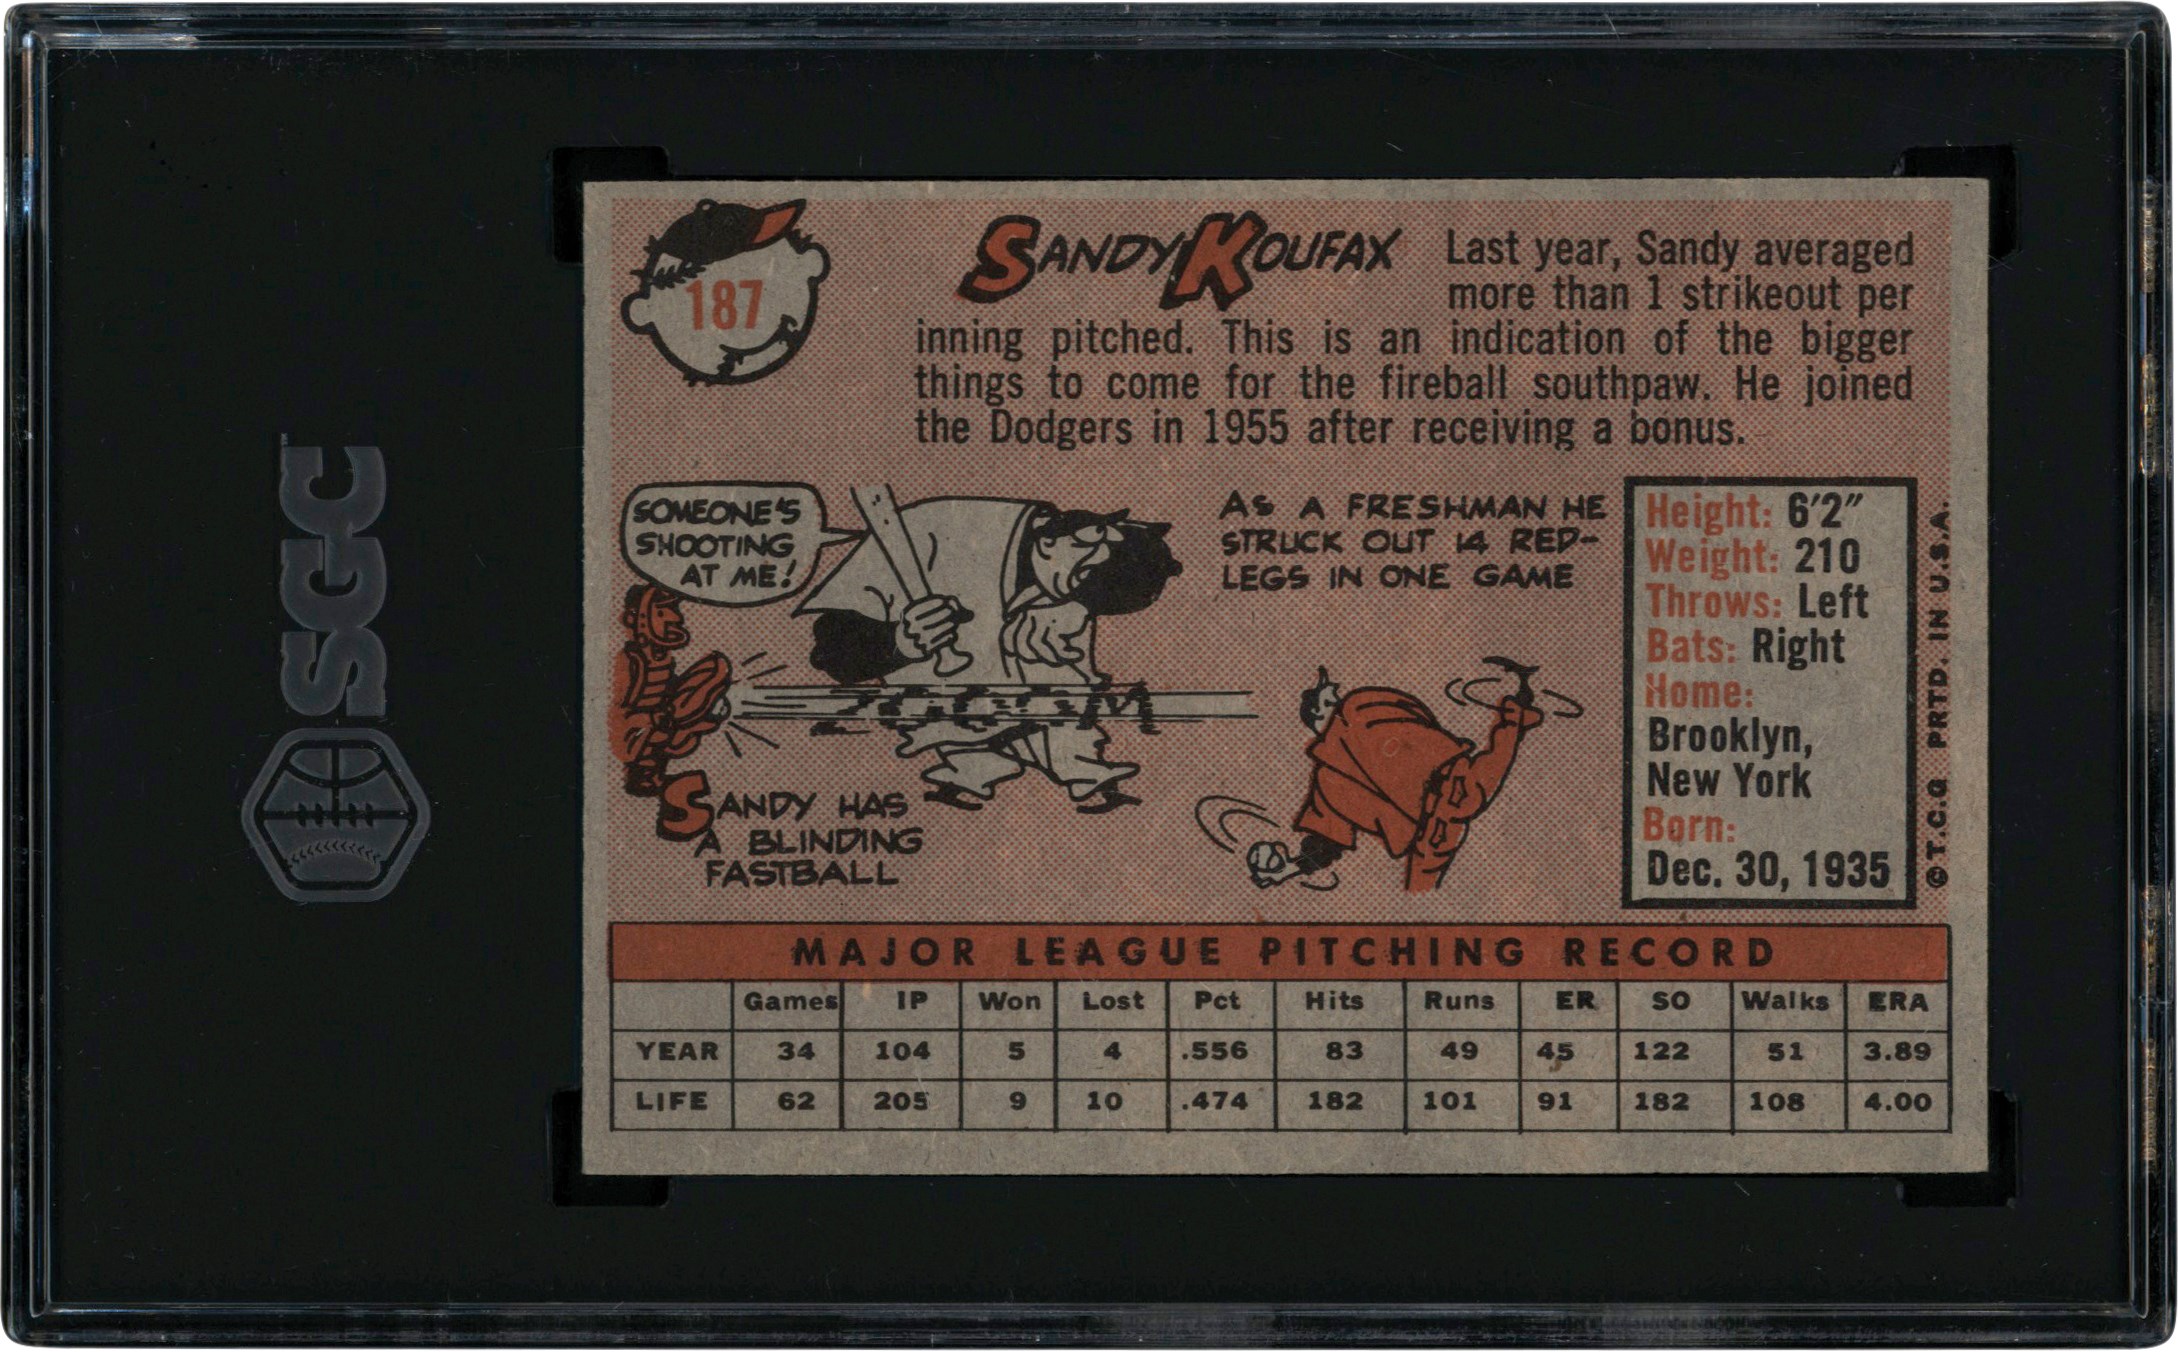 SGC
187
SANDY KOUFAX
Last year, Sandy averaged
more than 1 strikeout per
inning pitched. This is an indication of the bigger
things to come for the fireball southpaw. He joined
the Dodgers in 1955 after receiving a bonus.
SOMEONE'S
SHOOTING
AT ME!
ZOOOM
SANDY HAS
A BLINDING
FASTBALL
AS A FRESHMAN HE
STRUCK OUT 14 RED-
LEGS IN ONE GAME
Height: 6'2"
Weight: 210
Throws: Left
Bats: Right
Home:
Brooklyn,
New York
Born:
Dec. 30, 1935
© T.C.G PRTD. IN U.S.A.
MAJOR LEAGUE PITCHING RECORD
Games IP Won Lost Pct Hits Runs ER SO Walks ERA
YEAR 34 104 5 4 .556 83 49 45 122 51 3.89
LIFE 62 205 9 10 .474 182 101 91 182 108 4.00